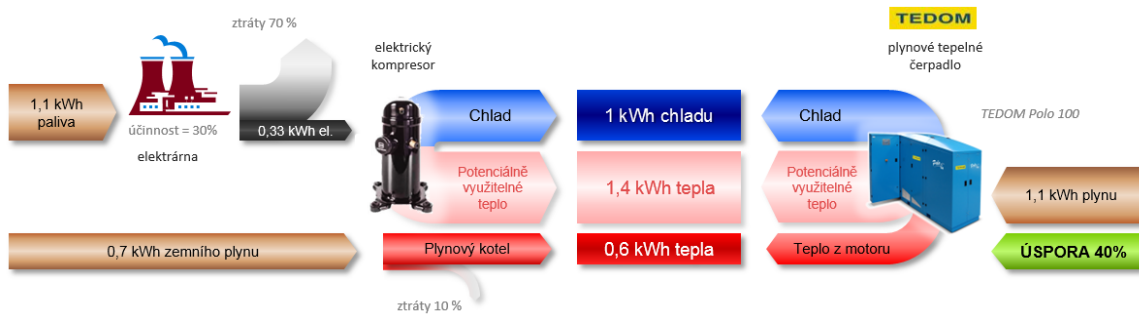 ztráty 70 %
1,1 kWh
paliva
účinnost = 30%
elektrárna
0,33 kWh el.
elektrický
kompresor
Chlad
1 kWh chladu
Chlad
TEDOM
plynové tepelné
čerpadlo
TEDOM Polo 100
Potenciálně
využitelné
teplo
1,4 kWh tepla
Potenciálně
využitelné
teplo
1,1 kWh plynu
0,7 kWh zemního plynu
Plynový kotel
0,6 kWh tepla
Teplo z motoru
ÚSPORA 40%
ztráty 10 %